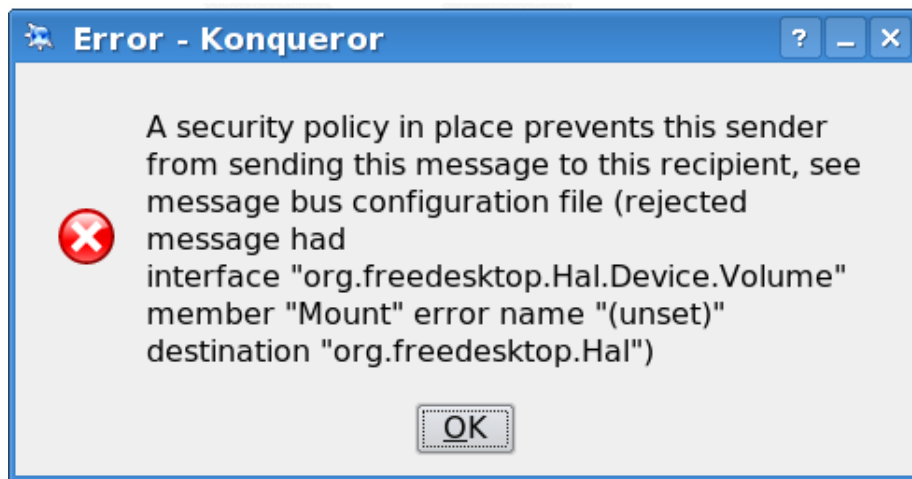 Error - Konqueror
A security policy in place prevents this sender
from sending this message to this recipient, see
message bus configuration file (rejected
message had
interface "org.freedesktop.Hal.Device.Volume"
member "Mount" error name "(unset)"
destination "org.freedesktop.Hal")
OK